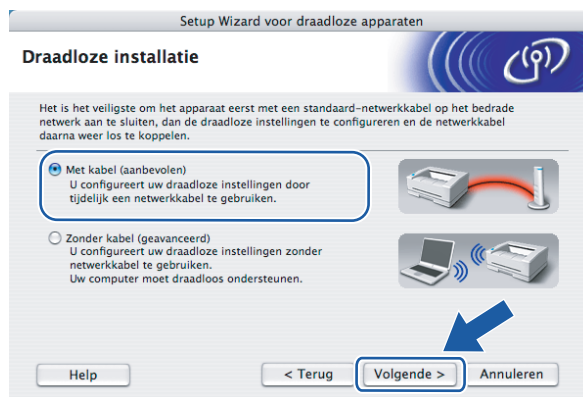 Setup Wizard voor draadloze apparaten
Draadloze installatie
Het is het veiligste om het apparaat eerst met een standaard-netwerkkabel op het bedrade
netwerk aan te sluiten, dan de draadloze instellingen te configureren en de netwerkkabel
daarna weer los te koppelen.
Met kabel (aanbevolen)
U configureert uw draadloze instellingen door
tijdelijk een netwerkkabel te gebruiken.
Zonder kabel (geavanceerd)
U configureert uw draadloze instellingen zonder
netwerkkabel te gebruiken.
Uw computer moet draadloos ondersteunen.
Help
< Terug
Volgende >
Annuleren